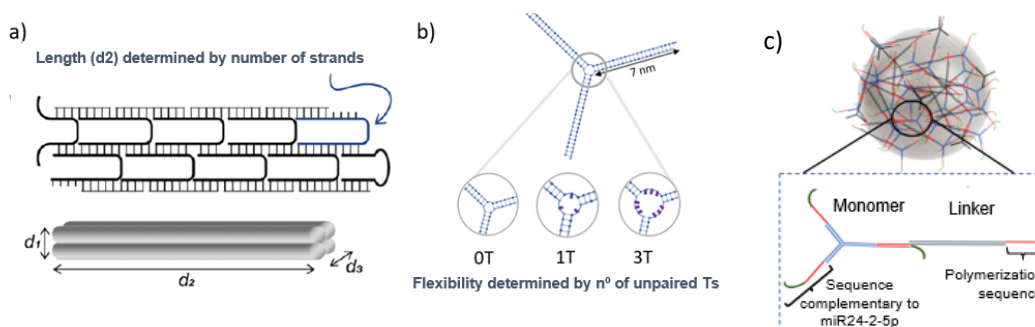 a)
Length (d2) determined by number of strands
d1
d2
d3
b)
7 nm
0T
1T
3T
Flexibility determined by nº of unpaired Ts
c)
Monomer
Linker
Sequence
complementary to
miR24-2-5p
Polymerizatio
sequenc